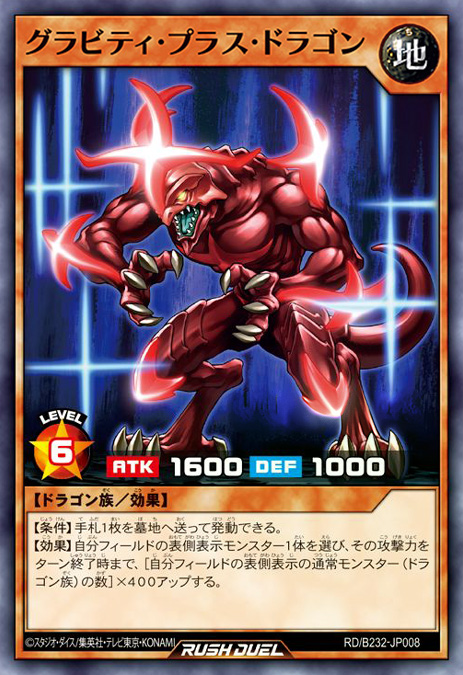 グラビティ・プラス・ドラゴン
地
LEVEL
6
ATK 1600 DEF 1000
【ドラゴン族／効果】
【条件】手札1枚を墓地へ送って発動できる。
【効果】自分フィールドの表側表示モンスター1体を選び、その攻撃力を
ターン終了時まで、[自分フィールドの表側表示の通常モンスター(ドラ
ゴン族)の数]×400アップする。
©スタジオ・ダイス/集英社・テレビ東京・KONAMI
RUSH DUEL
RD/B232-JP008